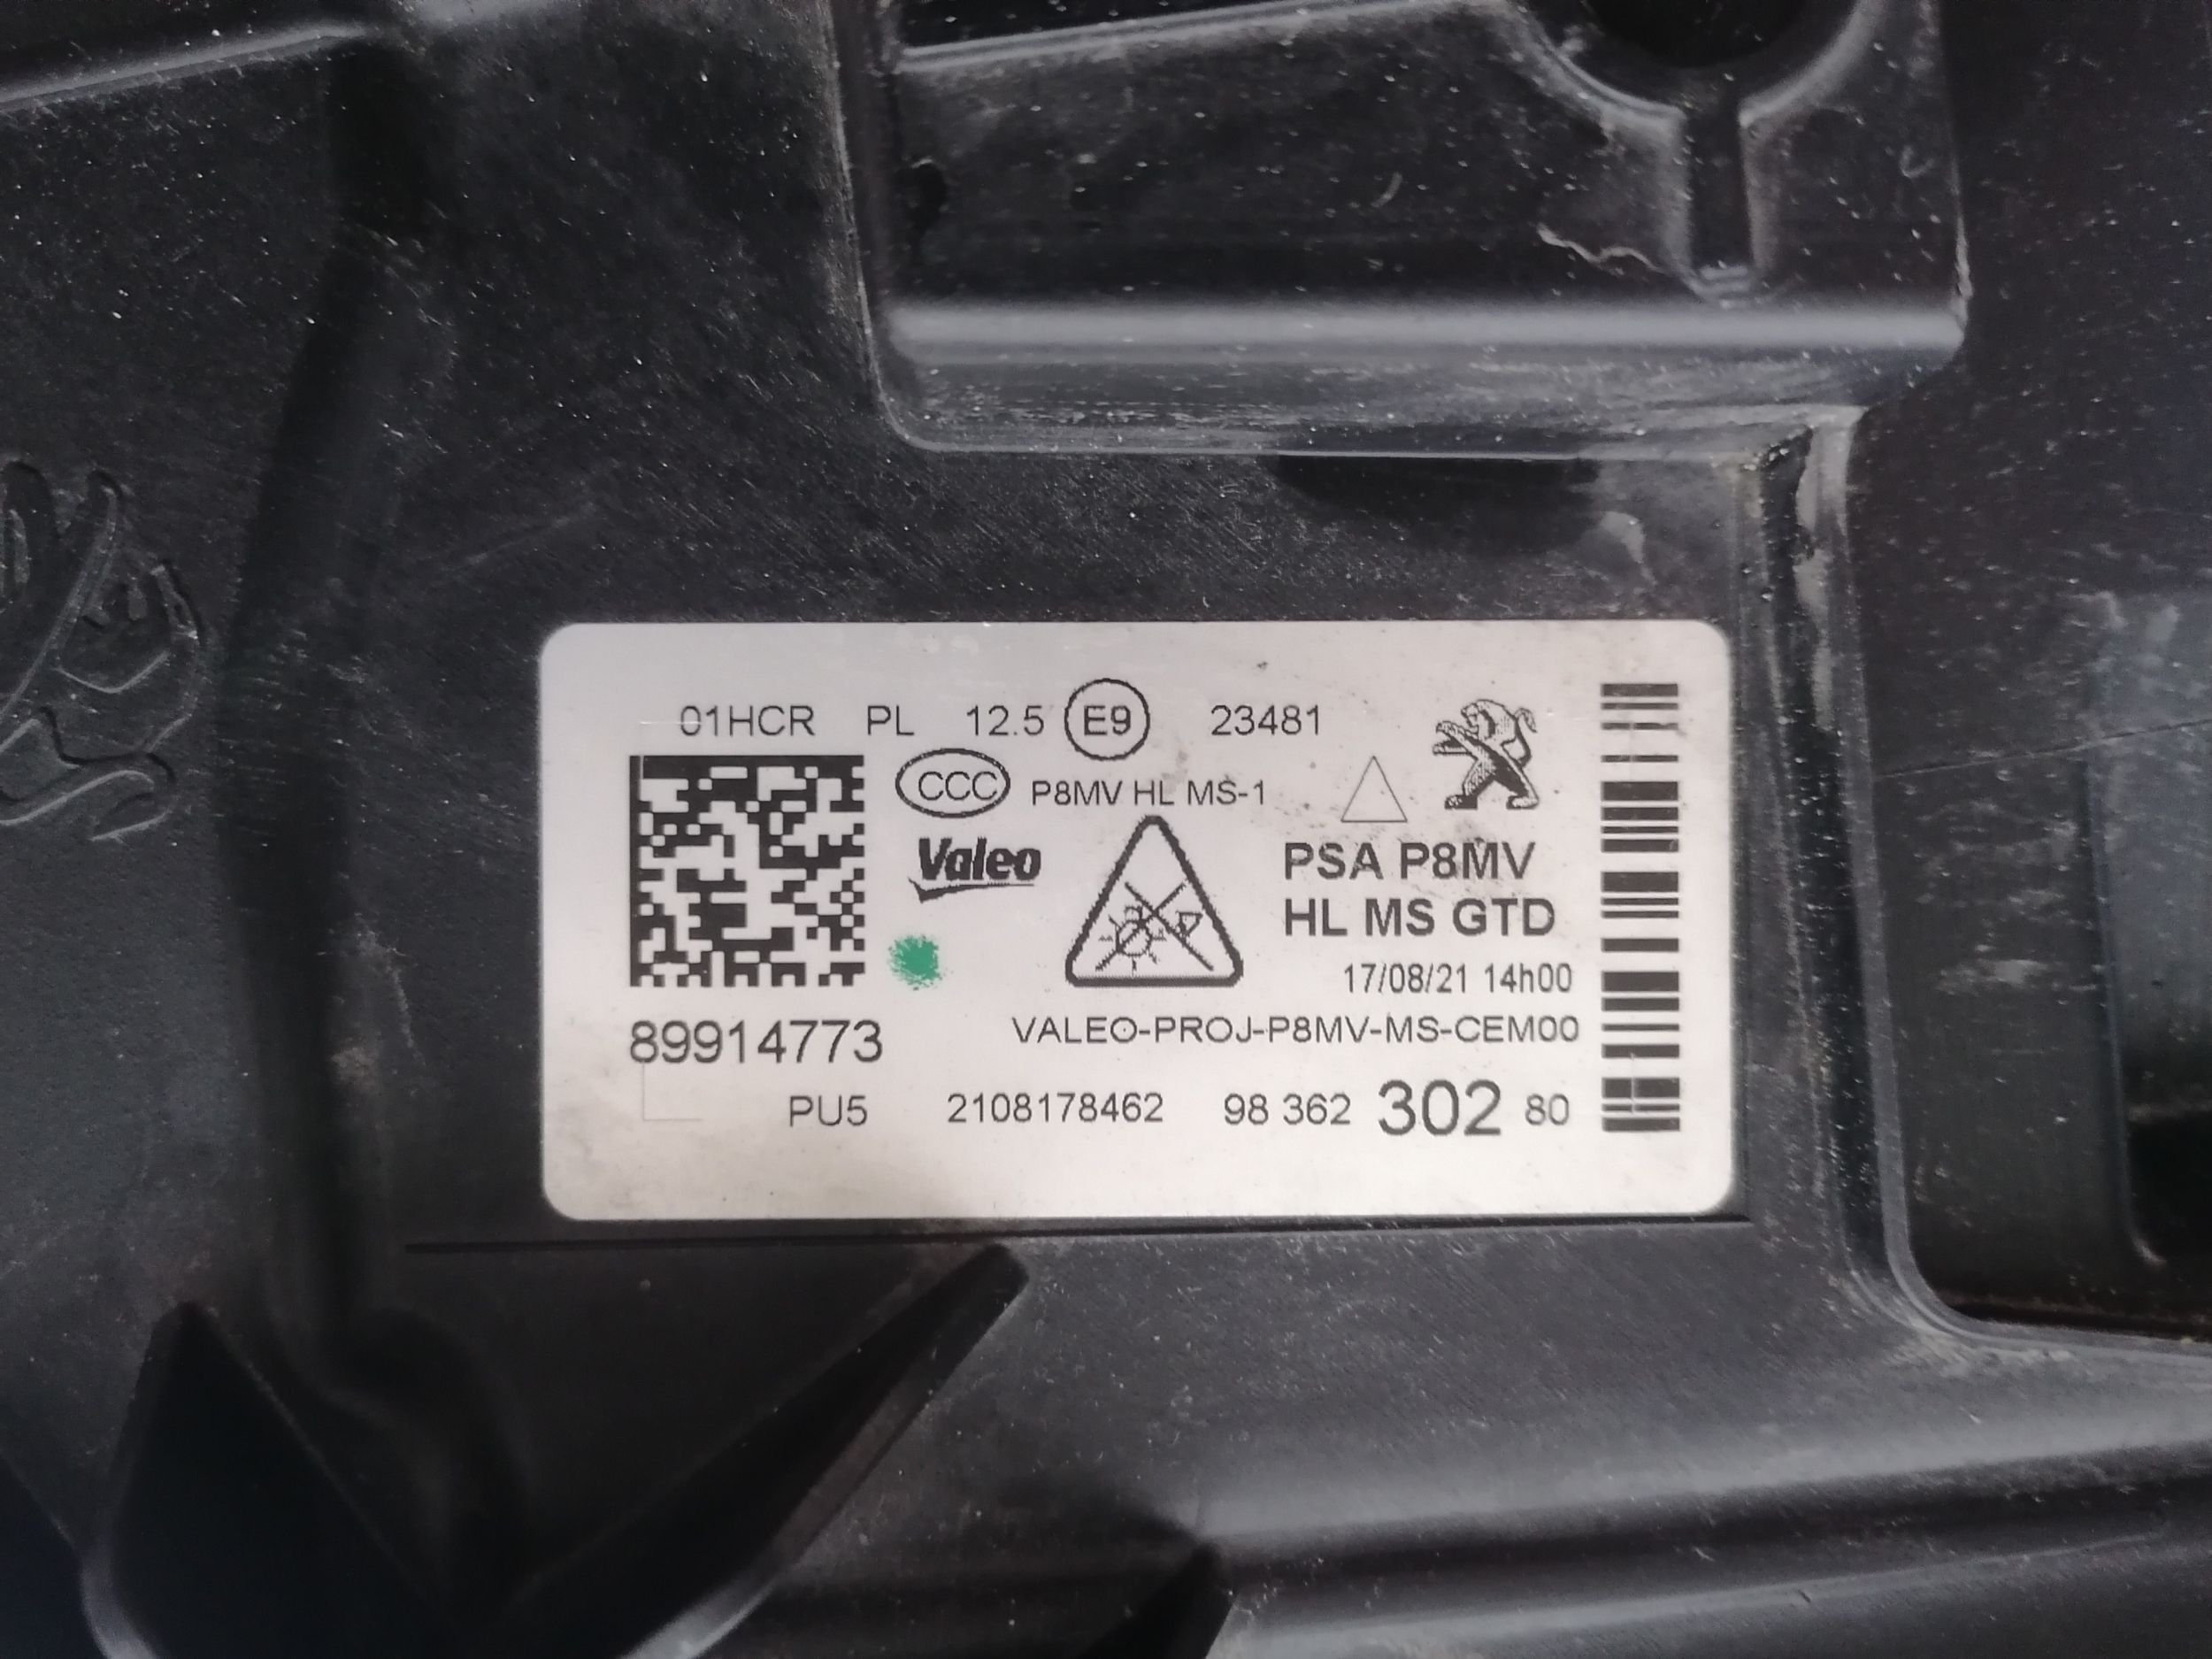 01HCR PL 12.5 E9 23481
CCC P8MV HL MS-1
Valeo
PSA P8MV
HL MS GTD
17/08/21 14h00
89914773
VALEO-PROJ-P8MV-MS-CEM00
PU5 2108178462 98 362 302 80